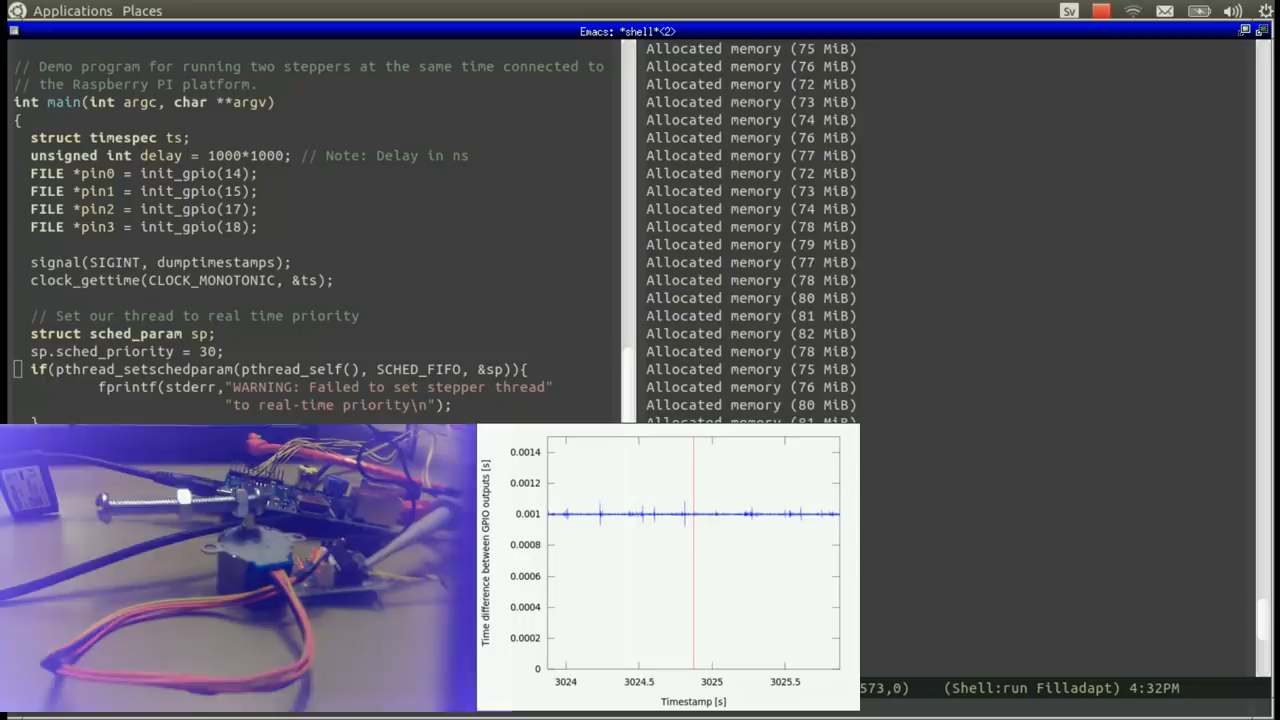 Applications Places
Sv
Emacs: *shell*<2>
// Demo program for running two steppers at the same time connected to
// the Raspberry PI platform.
int main(int argc, char **argv)
{
struct timespec ts;
unsigned int delay = 1000*1000; // Note: Delay in ns
FILE *pin0 = init_gpio(14);
FILE *pin1 = init_gpio(15);
FILE *pin2 = init_gpio(17);
FILE *pin3 = init_gpio(18);
signal(SIGINT, dumptimestamps);
clock_gettime(CLOCK_MONOTONIC, &ts);
// Set our thread to real time priority
struct sched_param sp;
sp.sched_priority = 30;
if(pthread_setschedparam(pthread_self(), SCHED_FIFO, &sp)){
fprintf(stderr,"WARNING: Failed to set stepper thread"
"to real-time priority\n");
}
Allocated memory (75 MiB)
Allocated memory (76 MiB)
Allocated memory (72 MiB)
Allocated memory (73 MiB)
Allocated memory (74 MiB)
Allocated memory (76 MiB)
Allocated memory (77 MiB)
Allocated memory (72 MiB)
Allocated memory (73 MiB)
Allocated memory (74 MiB)
Allocated memory (78 MiB)
Allocated memory (79 MiB)
Allocated memory (77 MiB)
Allocated memory (78 MiB)
Allocated memory (80 MiB)
Allocated memory (81 MiB)
Allocated memory (82 MiB)
Allocated memory (78 MiB)
Allocated memory (75 MiB)
Allocated memory (76 MiB)
Allocated memory (80 MiB)
Allocated memory (81 MiB)
Time difference between GPIO outputs [s]
0.0014
0.0012
0.001
0.0008
0.0006
0.0004
0.0002
0
3024 3024.5 3025 3025.5
Timestamp [s]
573,0) (Shell:run Filladapt) 4:32PM